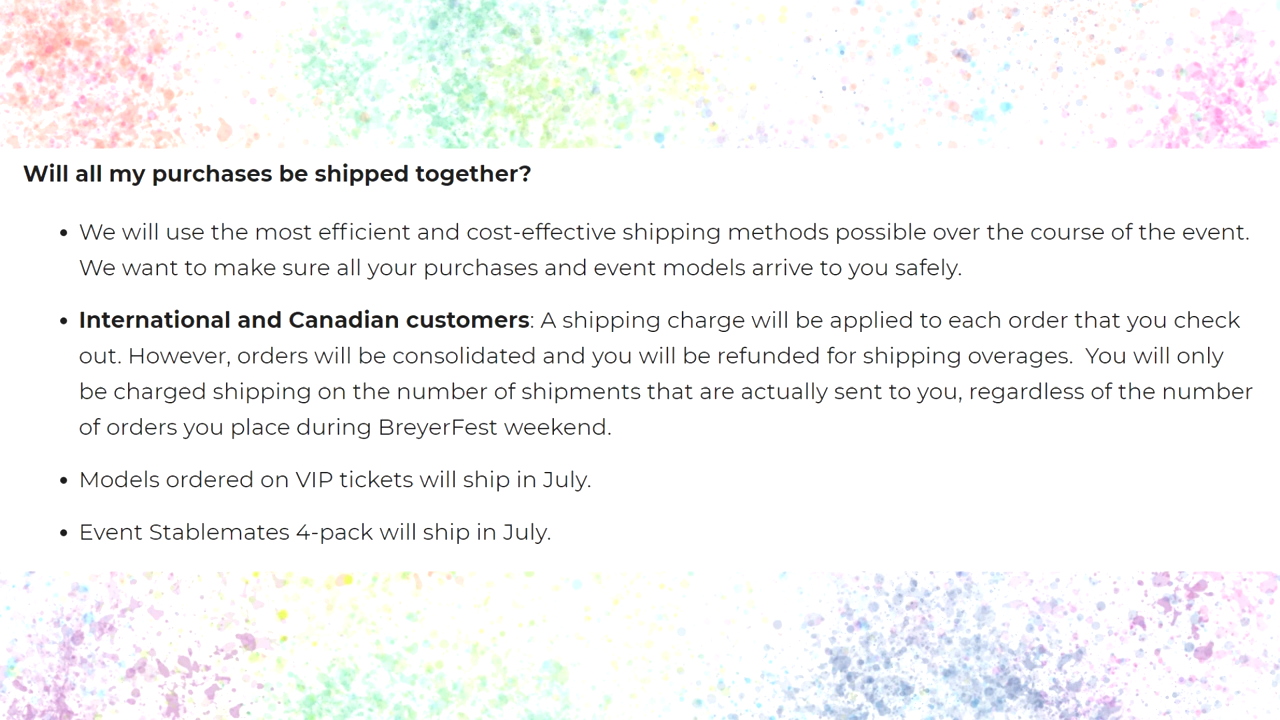 Will all my purchases be shipped together?
• We will use the most efficient and cost-effective shipping methods possible over the course of the event.
We want to make sure all your purchases and event models arrive to you safely.
• International and Canadian customers: A shipping charge will be applied to each order that you check
out. However, orders will be consolidated and you will be refunded for shipping overages.  You will only
be charged shipping on the number of shipments that are actually sent to you, regardless of the number
of orders you place during BreyerFest weekend.
• Models ordered on VIP tickets will ship in July.
• Event Stablemates 4-pack will ship in July.